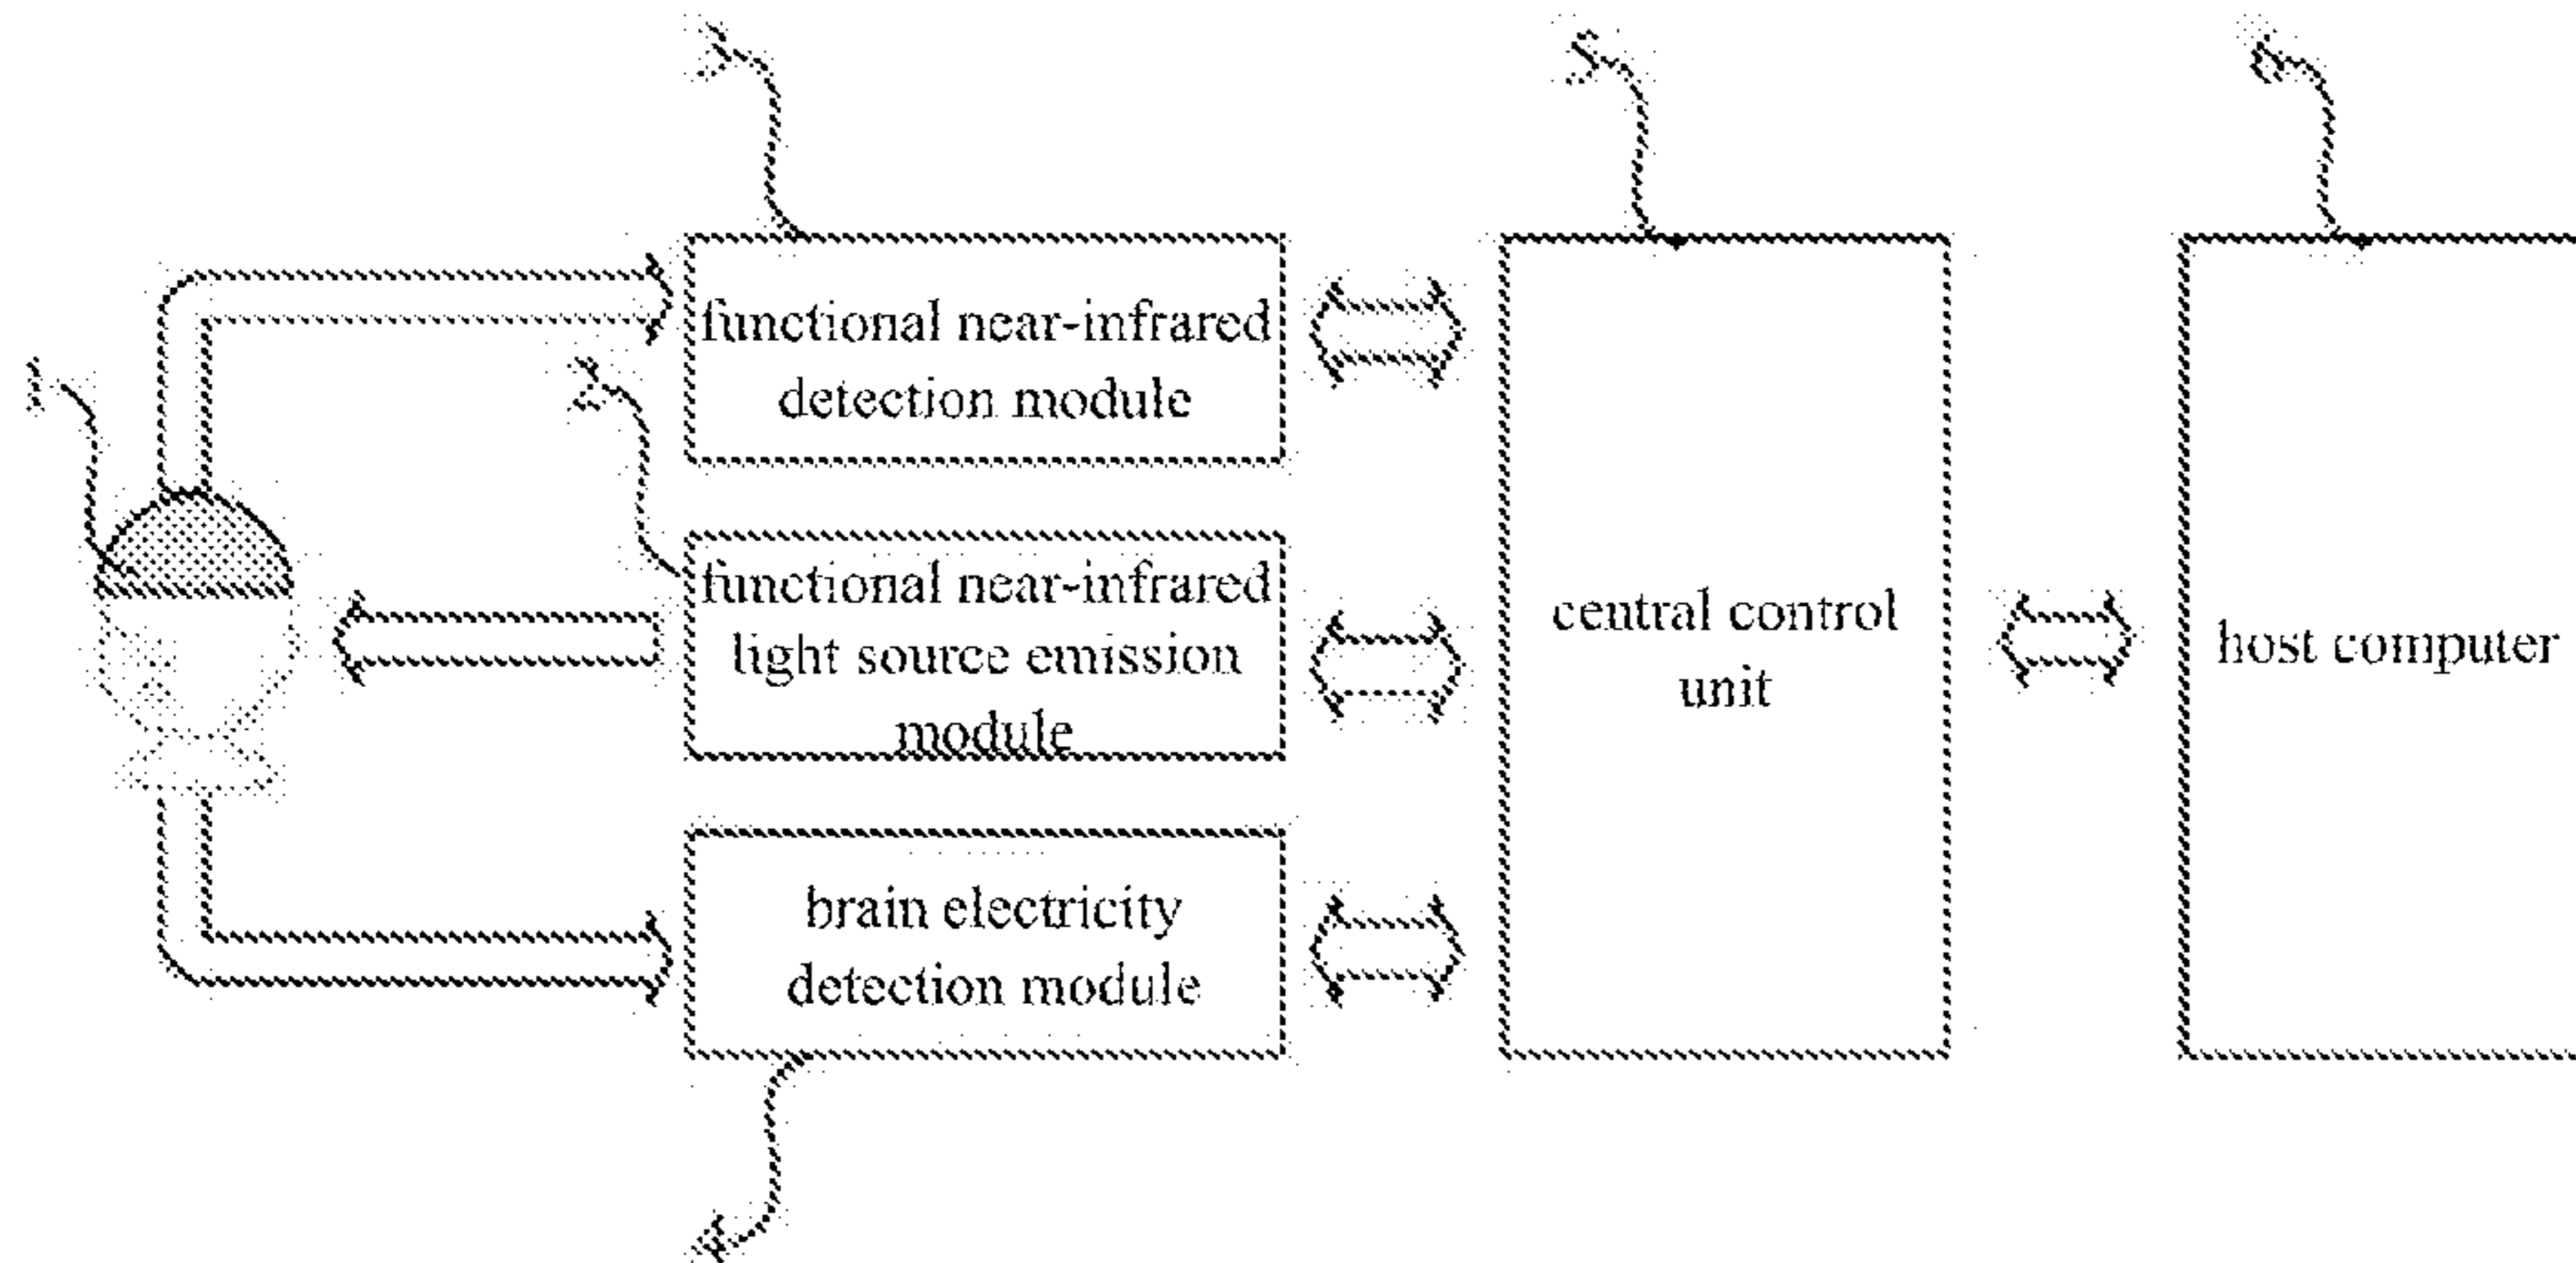 functional near-infrared
detection module
functional near-infrared
light source emission
module
brain electricity
detection module
central control
unit
host computer